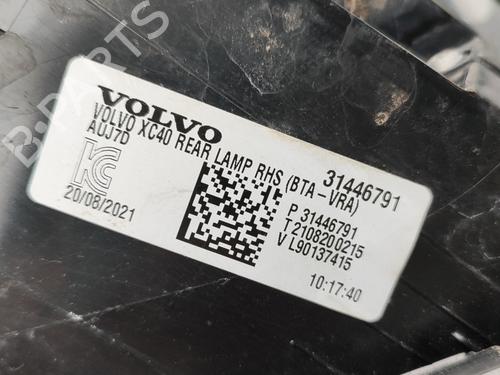 B-PARTS
VOLVO
VOLVO XC40 REAR LAMP RHS (BTA-VRA)
AUJ7D
31446791
P 31446791
T 2108200215
V L90137415
20/08/2021
10:17:40